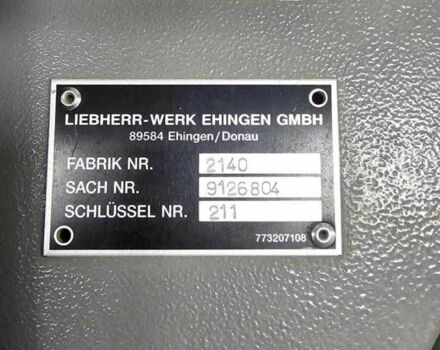 LIEBHERR-WERK EHINGEN GMBH
89584 Ehingen/Donau
FABRIK NR. 2140
SACH NR. 9126804
SCHLÜSSEL NR. 211
773207108